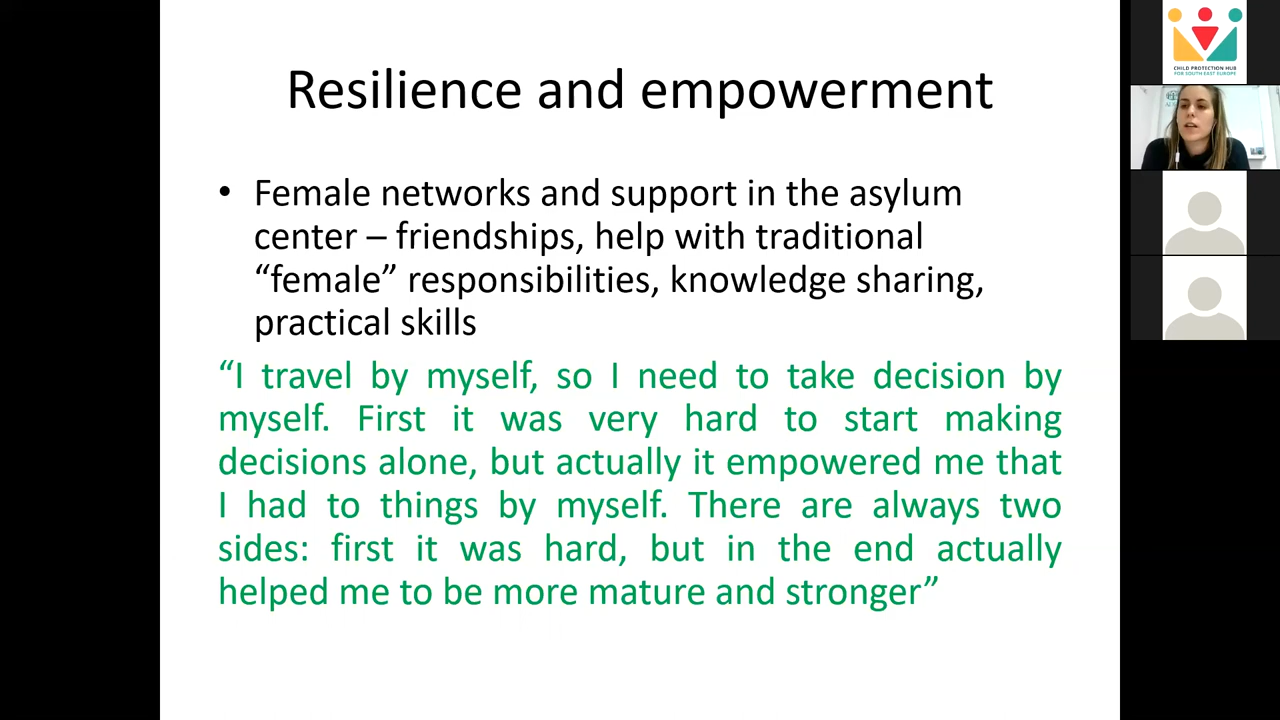 Resilience and empowerment
• Female networks and support in the asylum
center – friendships, help with traditional
“female” responsibilities, knowledge sharing,
practical skills
“I travel by myself, so I need to take decision by
myself. First it was very hard to start making
decisions alone, but actually it empowered me that
I had to things by myself. There are always two
sides: first it was hard, but in the end actually
helped me to be more mature and stronger”
CHILD PROTECTION HUB
FOR SOUTH EAST EUROPE